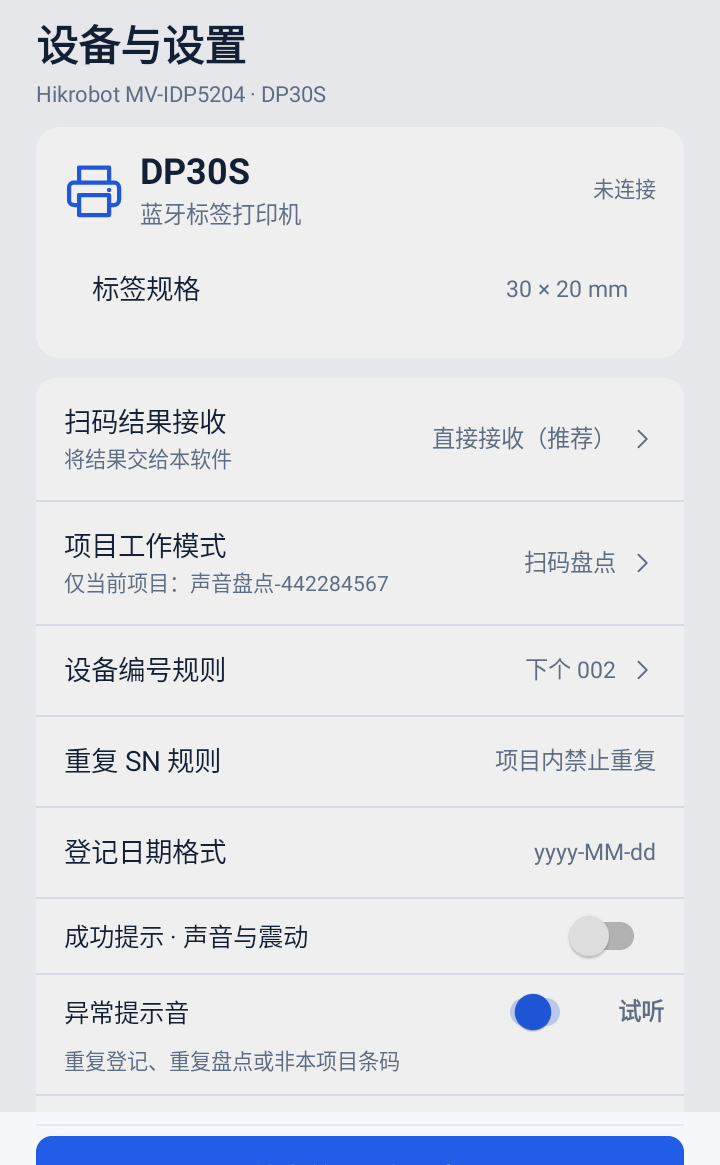 设备与设置
Hikrobot MV-IDP5204 · DP30S
DP30S
蓝牙标签打印机
未连接
标签规格
30 × 20 mm
扫码结果接收
将结果交给本软件
直接接收（推荐）
项目工作模式
仅当前项目：声音盘点-442284567
扫码盘点
设备编号规则
下个 002
重复 SN 规则
项目内禁止重复
登记日期格式
yyyy-MM-dd
成功提示 · 声音与震动
异常提示音
试听
重复登记、重复盘点或非本项目条码